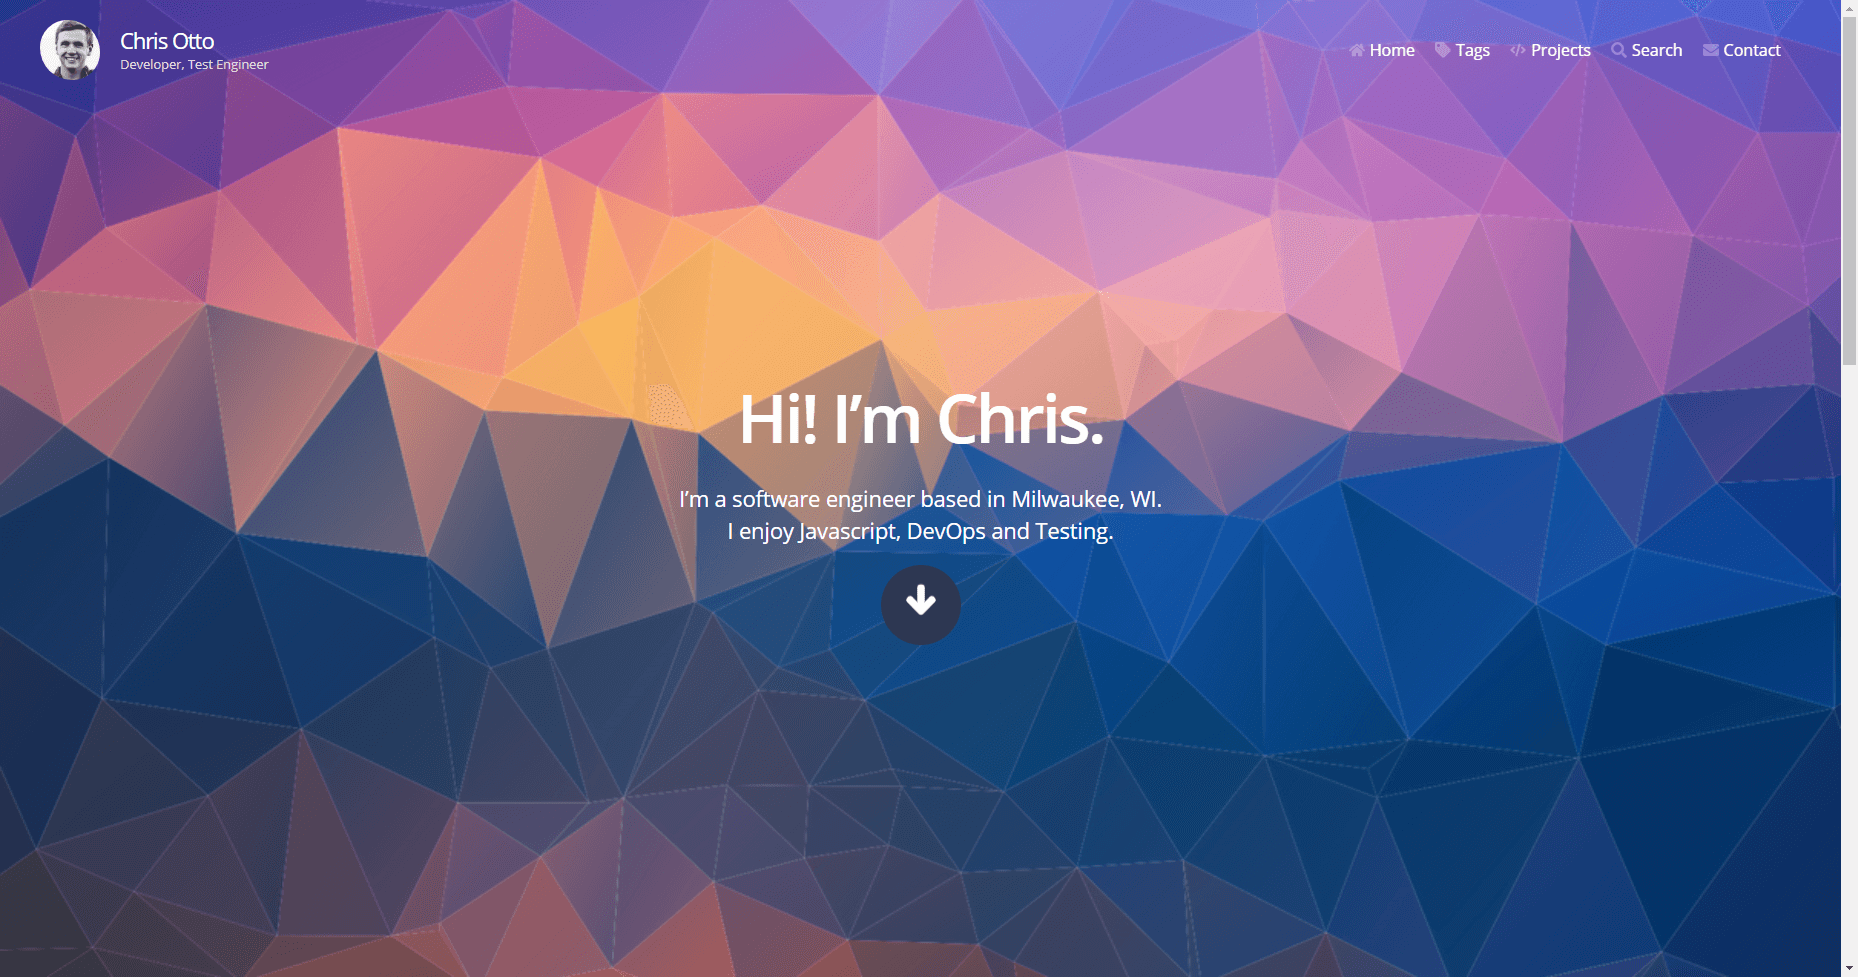 Chris Otto
Developer, Test Engineer
Home Tags Projects Search Contact
Hi! I’m Chris.
I’m a software engineer based in Milwaukee, WI.
I enjoy Javascript, DevOps and Testing.